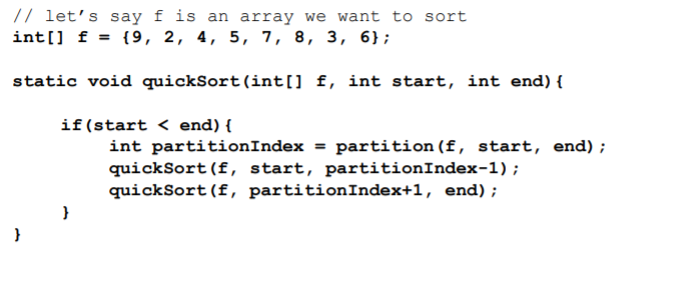 // let's say f is an array we want to sort
int[] f = {9, 2, 4, 5, 7, 8, 3, 6};
static void quickSort(int[] f, int start, int end){
if(start < end){
int partitionIndex = partition(f, start, end);
quickSort(f, start, partitionIndex-1);
quickSort(f, partitionIndex+1, end);
}
}